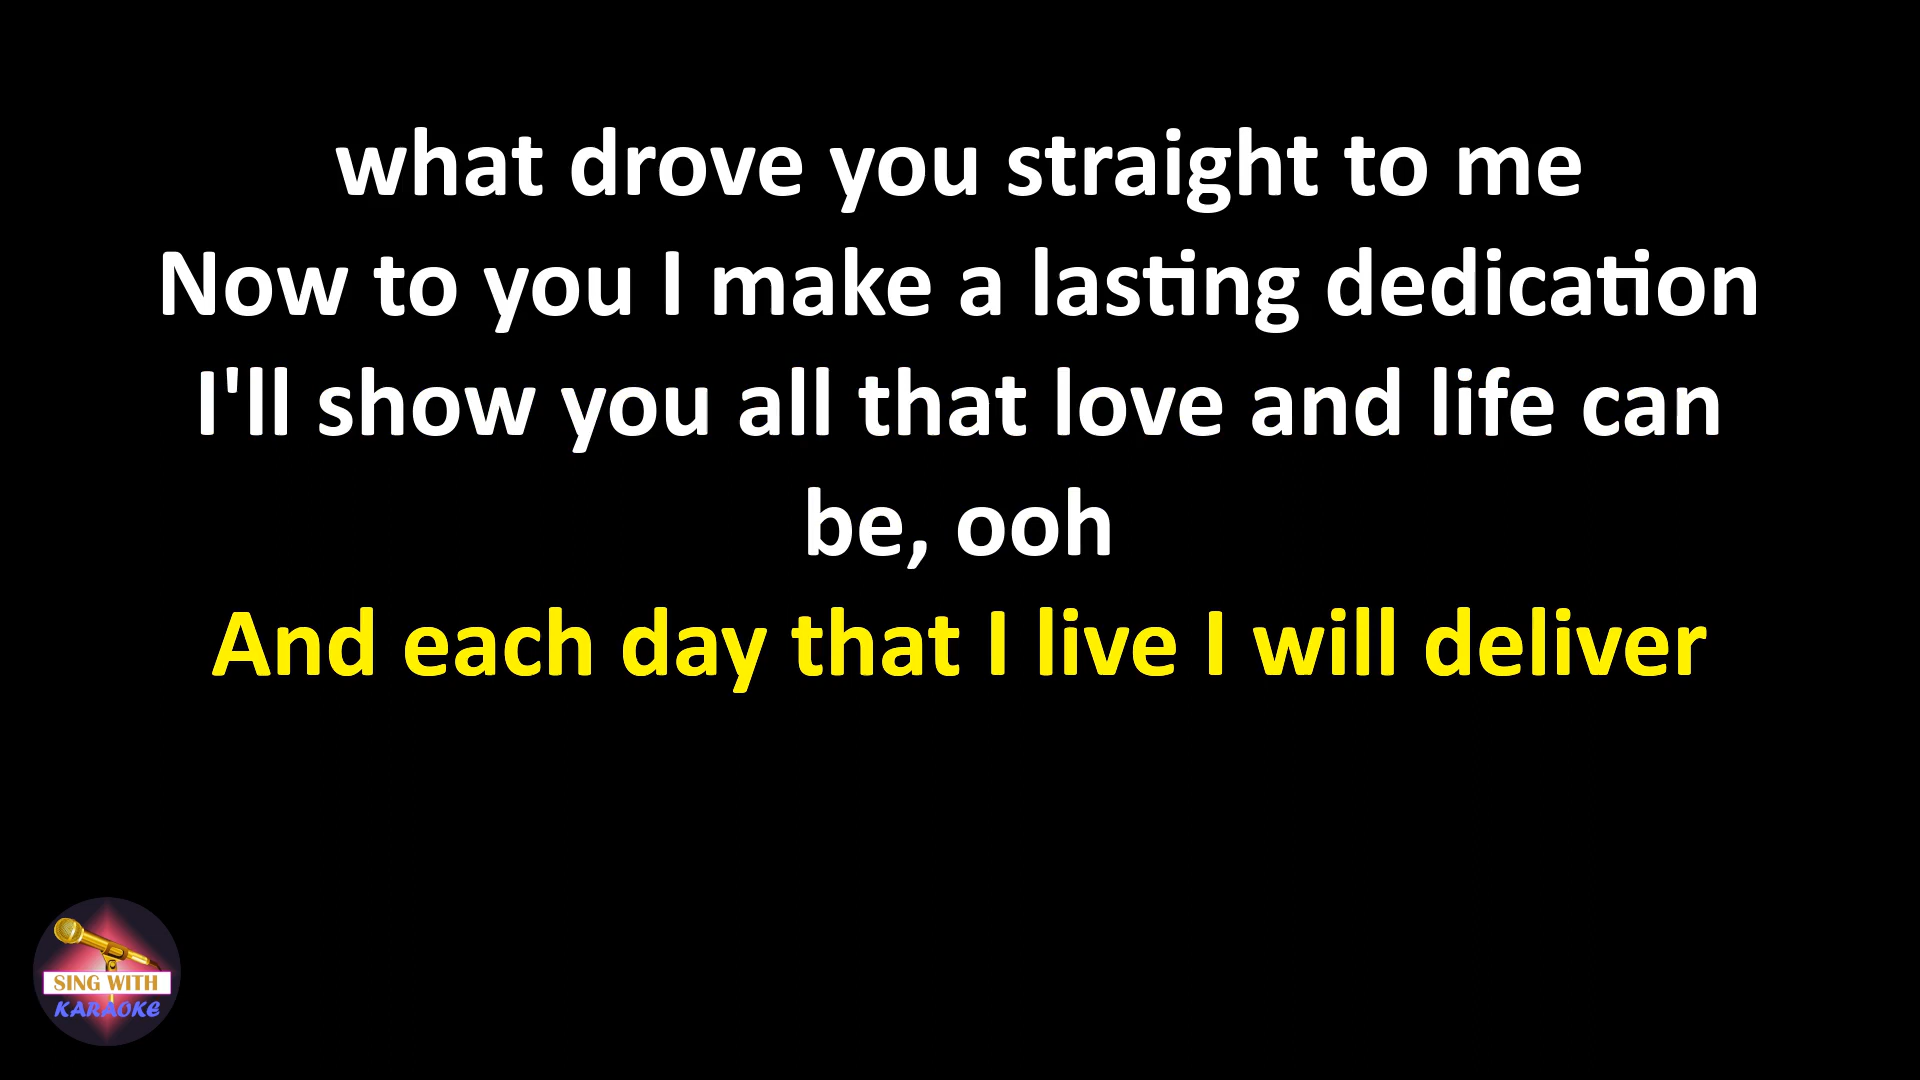 what drove you straight to me
Now to you I make a lasting dedication
I'll show you all that love and life can
be, ooh
And each day that I live I will deliver
SING WITH
KARAOKE